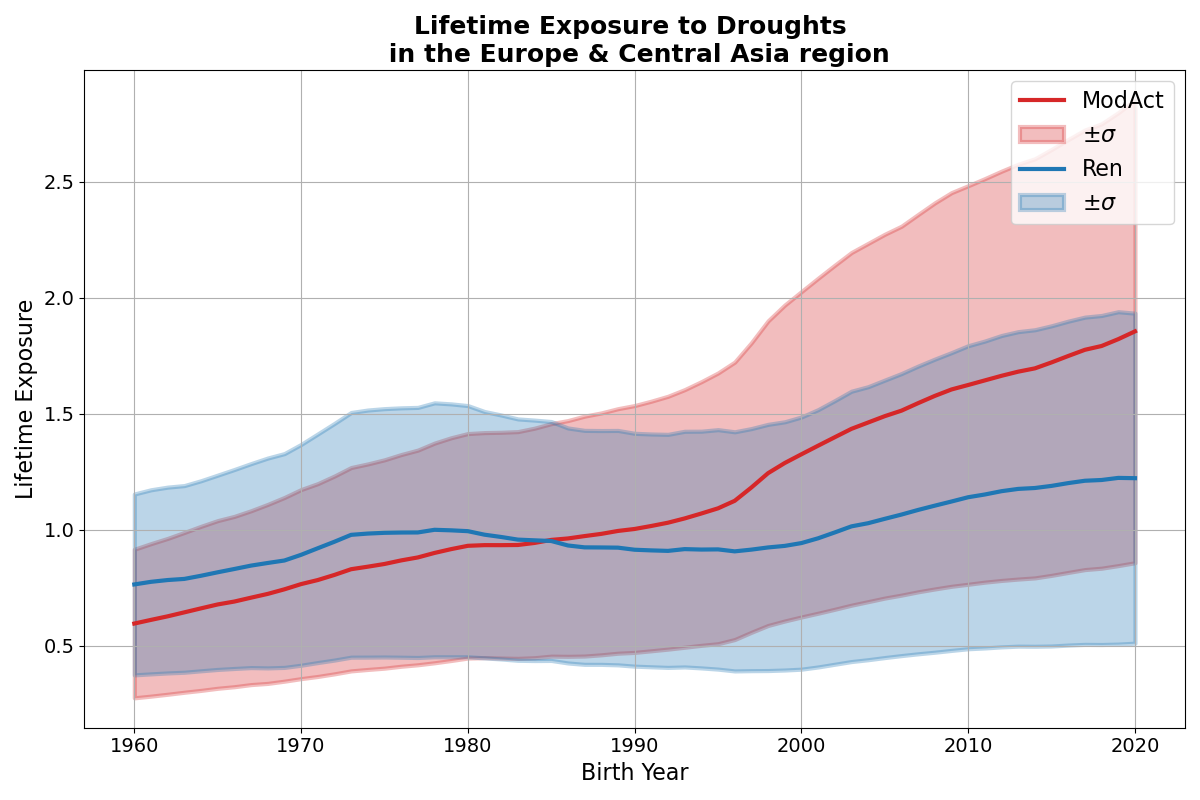 Lifetime Exposure to Droughts
in the Europe & Central Asia region
ModAct
±σ
Ren
±σ
Lifetime Exposure
2.5
2.0
1.5
1.0
0.5
1960 1970 1980 1990 2000 2010 2020
Birth Year